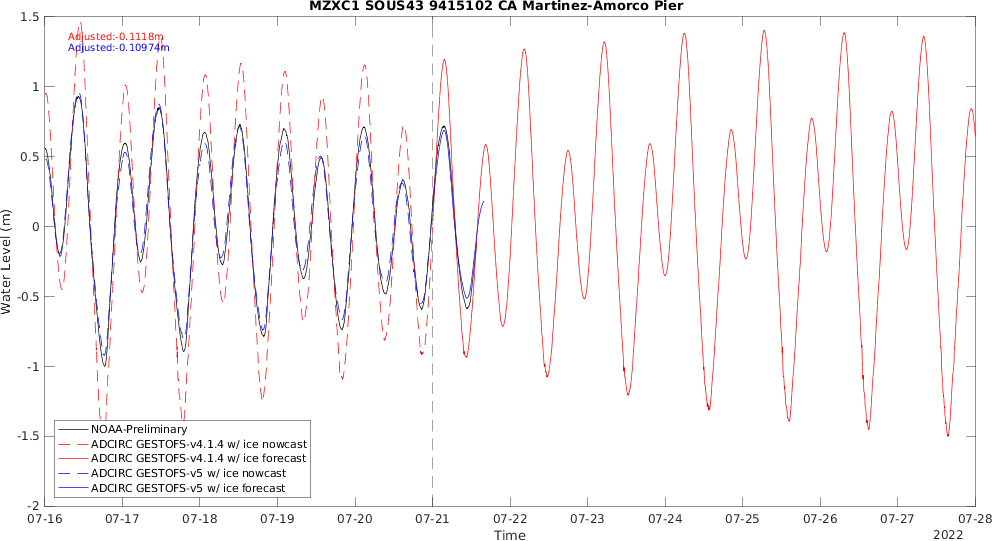 MZXC1 SOUS43 9415102 CA Martinez-Amorco Pier
Adjusted:-0.1118m
Adjusted:-0.10974m
1.5
1
0.5
0
-0.5
-1
-1.5
-2
Water Level (m)
NOAA-Preliminary
ADCIRC GESTOFS-v4.1.4 w/ ice nowcast
ADCIRC GESTOFS-v4.1.4 w/ ice forecast
ADCIRC GESTOFS-v5 w/ ice nowcast
ADCIRC GESTOFS-v5 w/ ice forecast
07-16 07-17 07-18 07-19 07-20 07-21 07-22 07-23 07-24 07-25 07-26 07-27 07-28
Time
2022